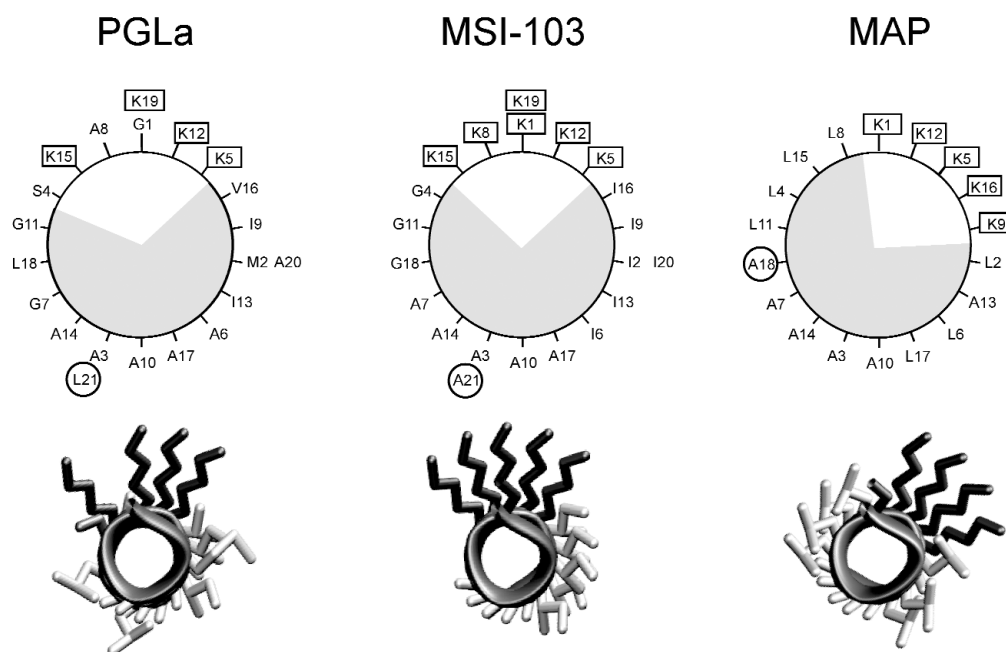 PGLa
MSI-103
MAP
K19
G1
A8
K12
K15
K5
S4
V16
G11
I9
L18
M2 A20
G7
I13
A14
A6
A3
A17
A10
L21
K19
K1
K8
K12
K15
K5
G4
I16
G11
I9
G18
I2 I20
A7
I13
A14
I6
A3
A17
A10
A21
K1
L8
K12
L15
K5
L4
K16
L11
K9
A18
L2
A7
A13
A14
L6
A3
L17
A10